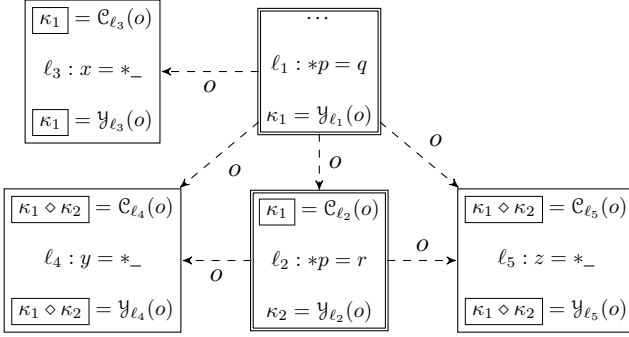 κ₁ = 𝒞_ℓ₃(o)
ℓ₃ : x = *_
κ₁ = 𝒴_ℓ₃(o)
...
ℓ₁ : *p = q
κ₁ = 𝒴_ℓ₁(o)
o
o
o
o
κ₁ ⋄ κ₂ = 𝒞_ℓ₄(o)
ℓ₄ : y = *_
κ₁ ⋄ κ₂ = 𝒴_ℓ₄(o)
o
κ₁ = 𝒞_ℓ₂(o)
ℓ₂ : *p = r
κ₂ = 𝒴_ℓ₂(o)
o
κ₁ ⋄ κ₂ = 𝒞_ℓ₅(o)
ℓ₅ : z = *_
κ₁ ⋄ κ₂ = 𝒴_ℓ₅(o)